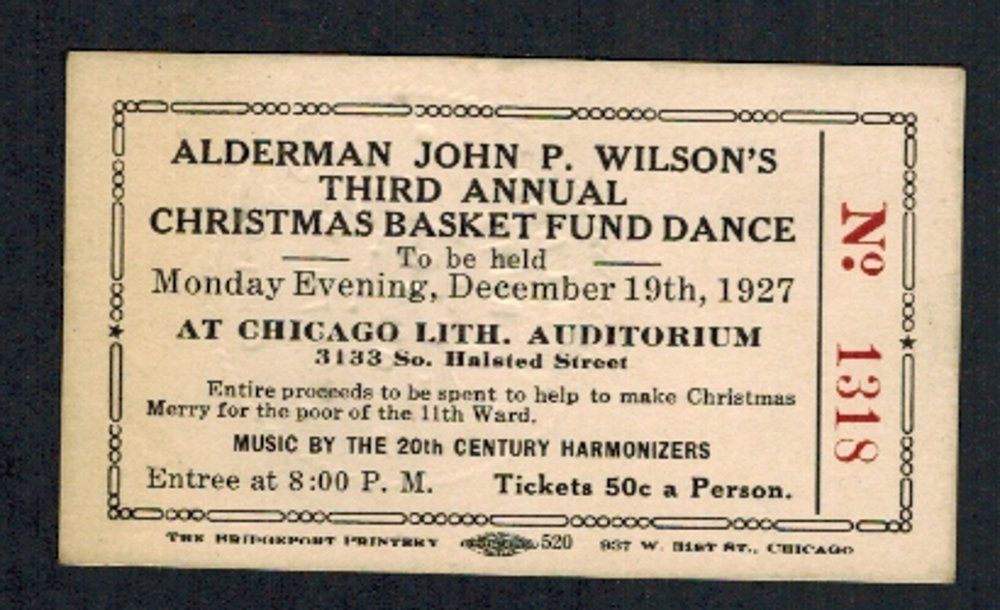 ALDERMAN JOHN P. WILSON'S
THIRD ANNUAL
CHRISTMAS BASKET FUND DANCE
To be held
Monday Evening, December 19th, 1927
AT CHICAGO LITH. AUDITORIUM
3133 So. Halsted Street
Entire proceeds to be spent to help to make Christmas
Merry for the poor of the 11th Ward.
MUSIC BY THE 20th CENTURY HARMONIZERS
Entree at 8:00 P. M. Tickets 50c a Person.
No. 1318
THE BRIDGEPORT PRINTERY 520 937 W. 31ST ST., CHICAGO